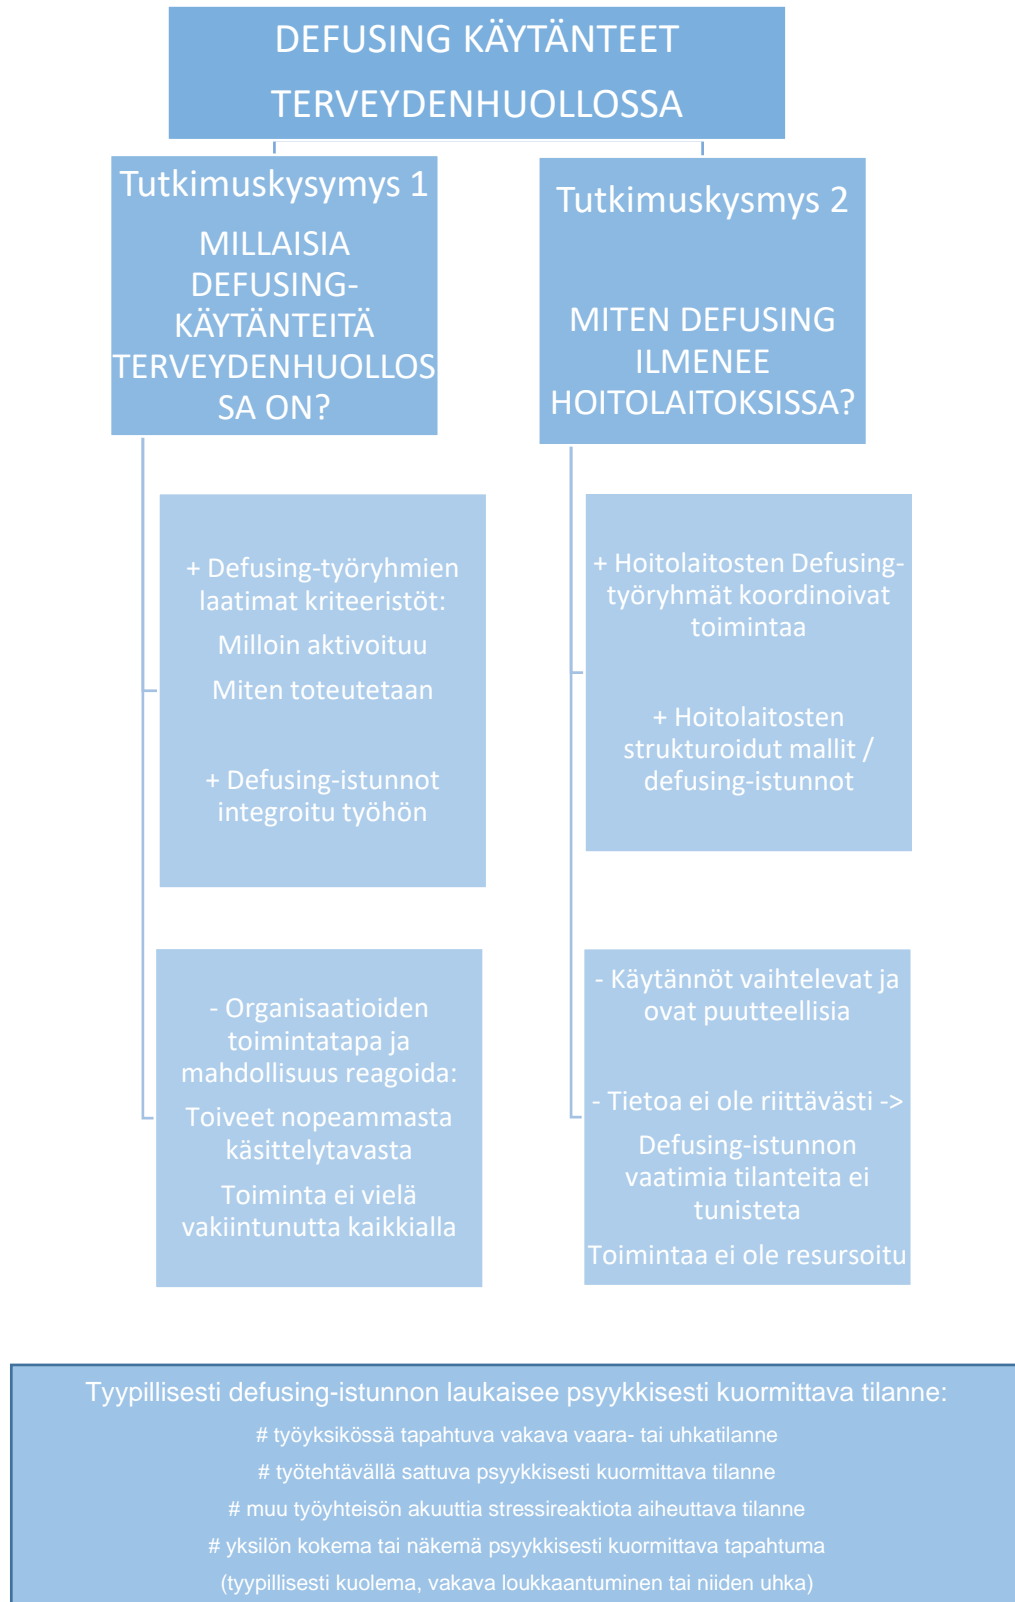 DEFUSING KÄYTÄNTEET
TERVEYDENHUOLLOSSA
Tutkimuskysymys 1
MILLAISIA
DEFUSING-
KÄYTÄNTEITÄ
TERVEYDENHUOLLOS
SA ON?
Tutkimuskysmys 2
MITEN DEFUSING
ILMENEE
HOITOLAITOKSISSA?
+ Defusing-työryhmien
laatimat kriteeristöt:
Milloin aktivoituu
Miten toteutetaan
+ Defusing-istunnot
integroitu työhön
+ Hoitolaitosten Defusing-
työryhmät koordinoivat
toimintaa
+ Hoitolaitosten
strukturoidut mallit /
defusing-istunnot
- Organisaatioiden
toimintatapa ja
mahdollisuus reagoida:
Toiveet nopeammasta
käsittelytavasta
Toiminta ei vielä
vakiintunutta kaikkialla
- Käytännöt vaihtelevat ja
ovat puutteellisia
- Tietoa ei ole riittävästi ->
Defusing-istunnon
vaatimia tilanteita ei
tunisteta
Toimintaa ei ole resursoitu
Tyypillisesti defusing-istunnon laukaisee psyykkisesti kuormittava tilanne:
# työyksikössä tapahtuva vakava vaara- tai uhkatilanne
# työtehtävällä sattuva psyykkisesti kuormittava tilanne
# muu työyhteisön akuuttia stressireaktiota aiheuttava tilanne
# yksilön kokema tai näkemä psyykkisesti kuormittava tapahtuma
(tyypillisesti kuolema, vakava loukkaantuminen tai niiden uhka)